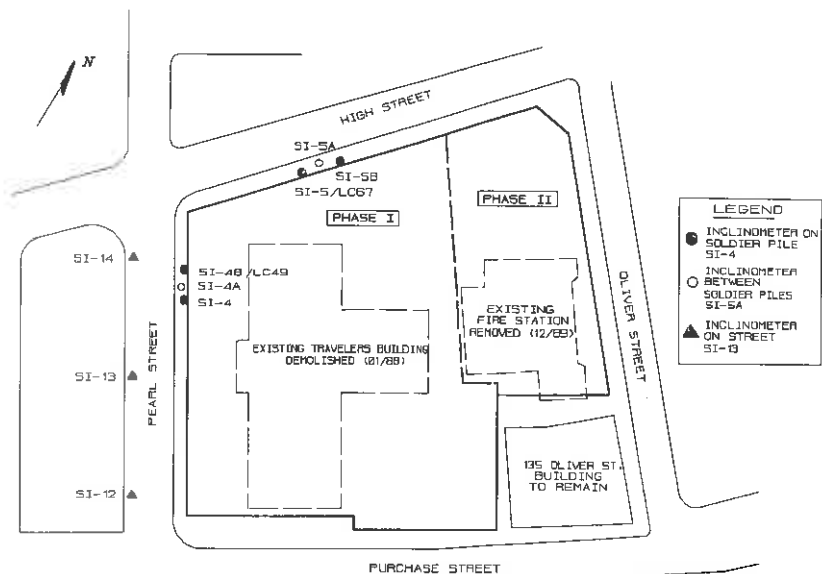 N
HIGH STREET
SI-5A
SI-5B
SI-5/LC67
PHASE I
PHASE II
SI-14
SI-4B/LC49
SI-4A
SI-4
PEARL STREET
SI-13
SI-12
EXISTING TRAVELERS BUILDING
DEMOLISHED (01/88)
EXISTING
FIRE STATION
REMOVED (12/89)
OLIVER STREET
135 OLIVER ST.
BUILDING
TO REMAIN
PURCHASE STREET
LEGEND
INCLINOMETER ON
SOLDIER PILE
SI-4
INCLINOMETER
BETWEEN
SOLDIER PILES
SI-5A
INCLINOMETER
ON STREET
SI-13